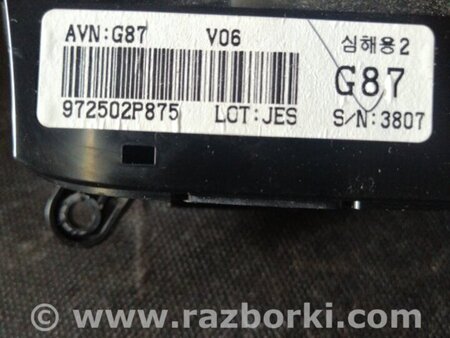 AVN:G87 V06 심해용2
G87
972502P875 LOT:JES S/N:3807
© www.razborki.com